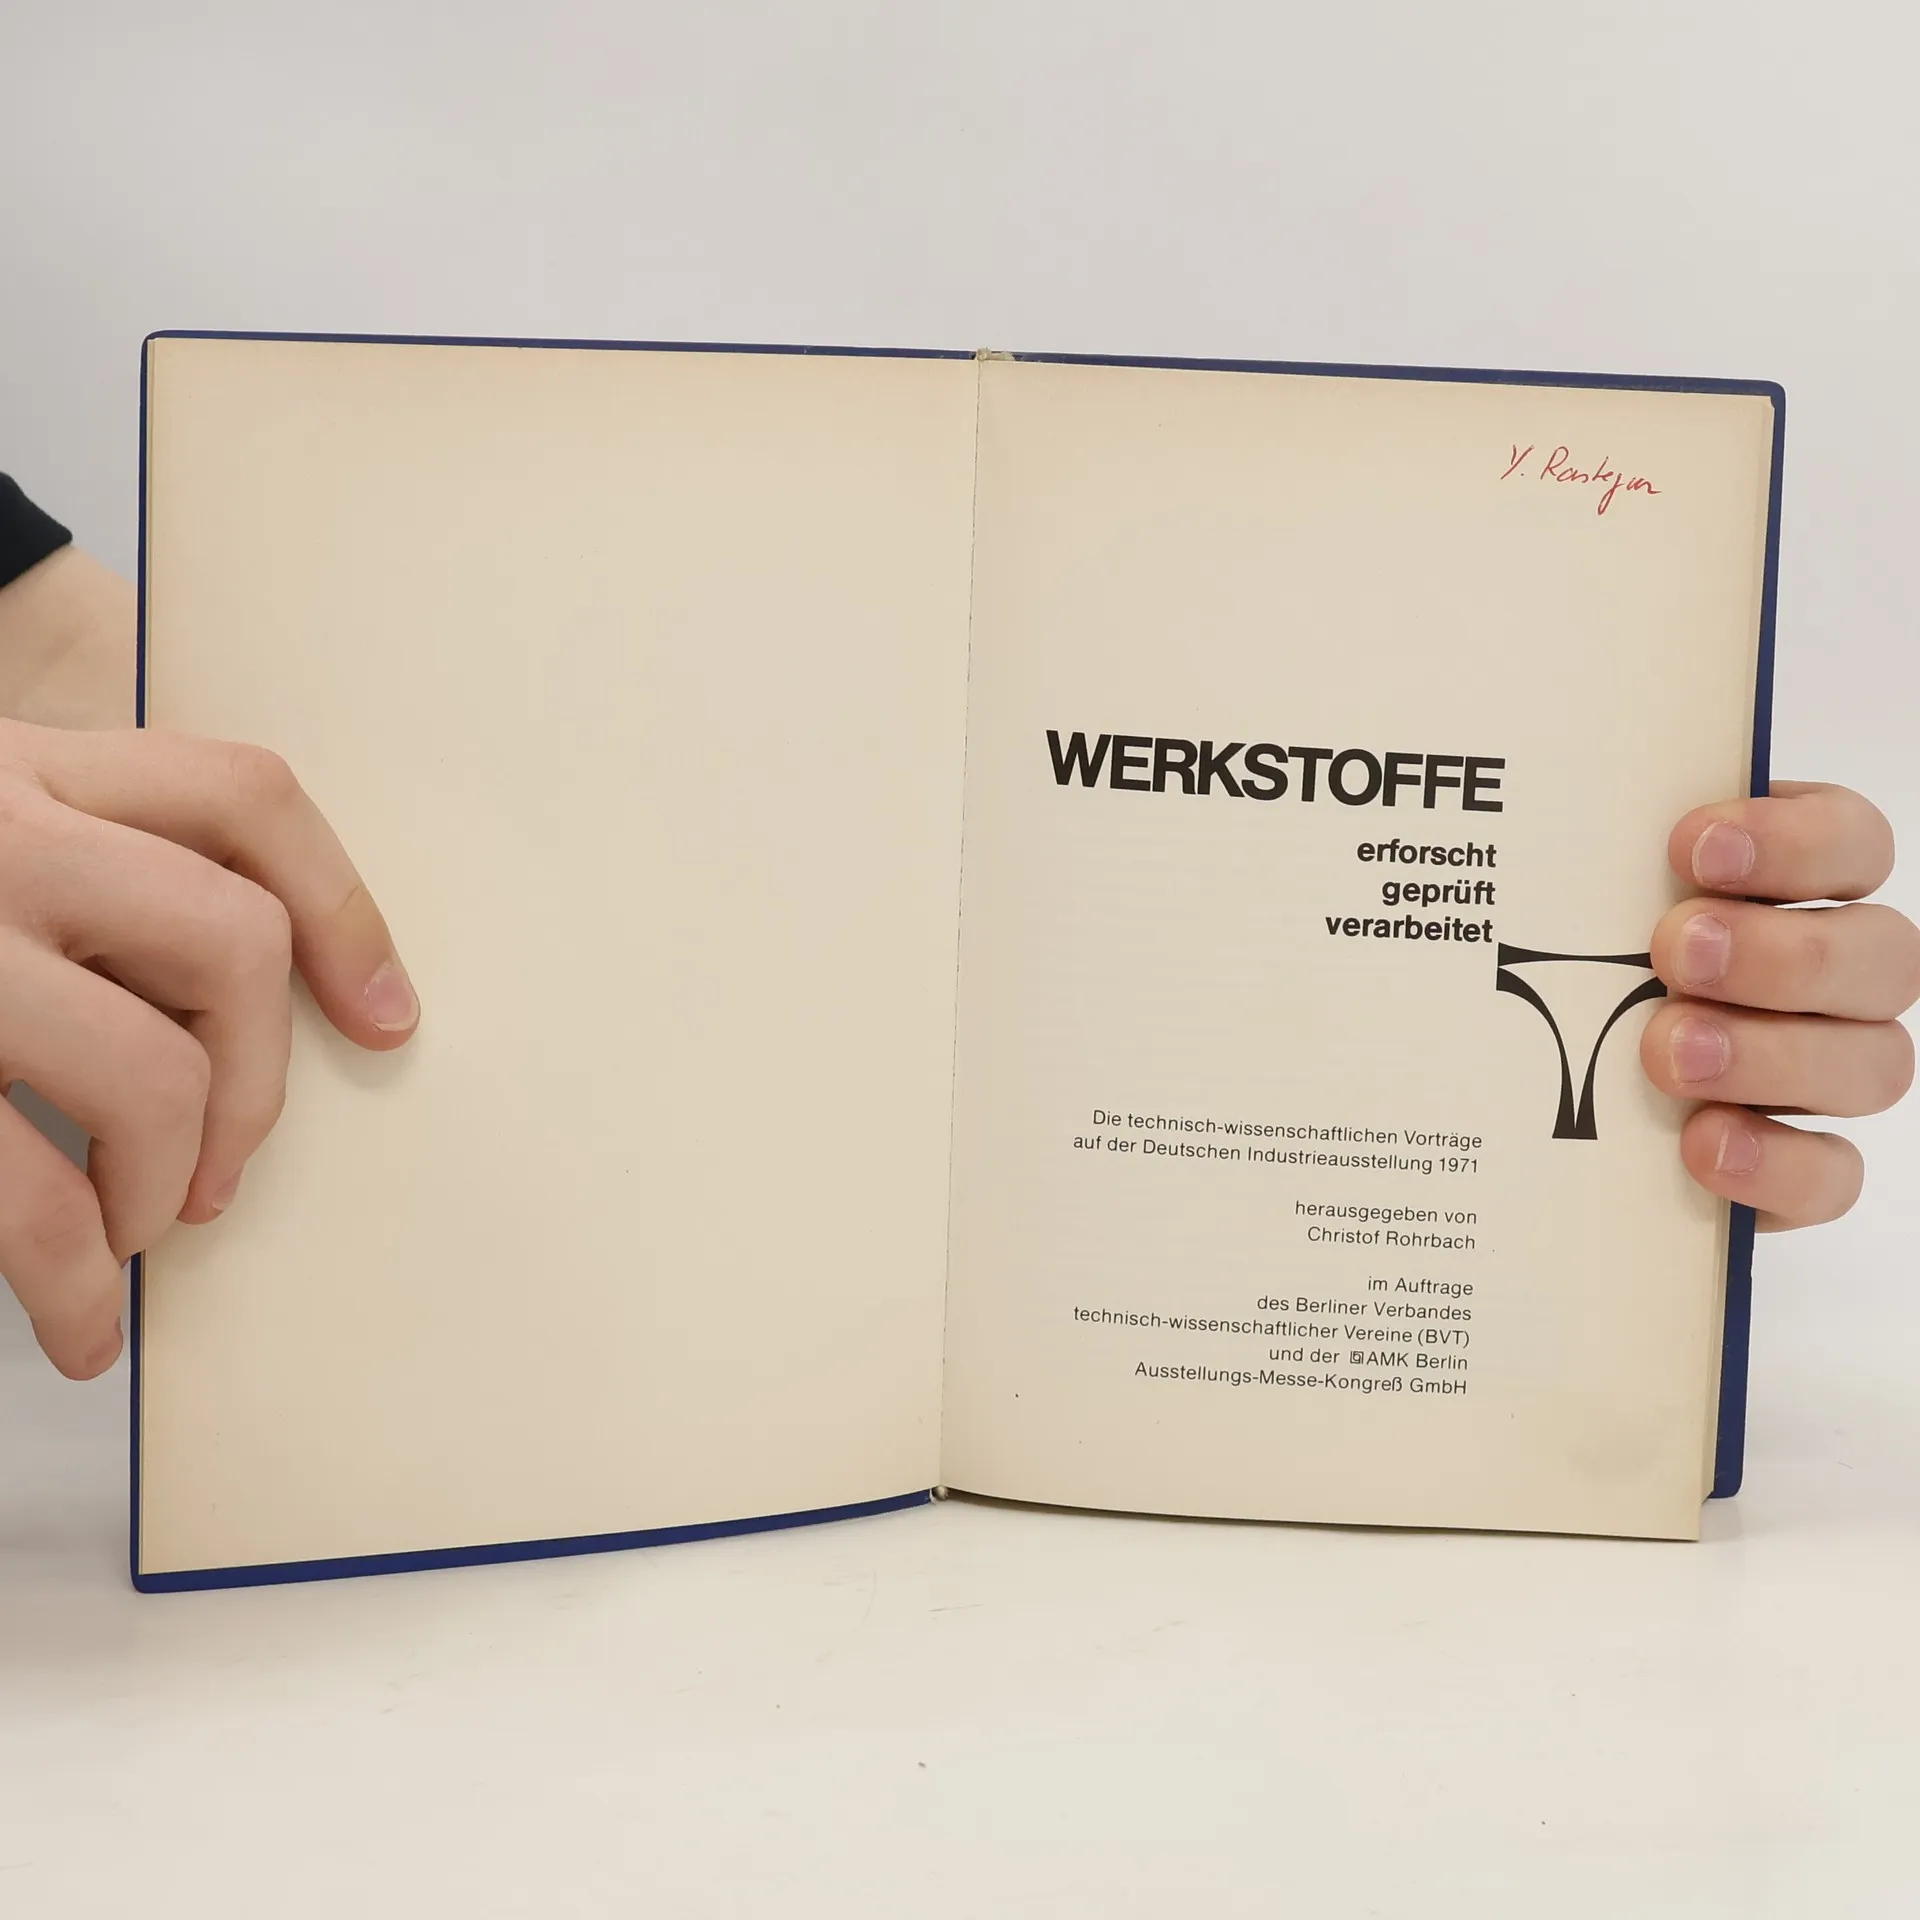 Y. Rastegar
WERKSTOFFE
erforscht
geprüft
verarbeitet
Die technisch-wissenschaftlichen Vorträge
auf der Deutschen Industrieausstellung 1971
herausgegeben von
Christof Rohrbach
im Auftrage
des Berliner Verbandes
technisch-wissenschaftlicher Vereine (BVT)
und der AMK Berlin
Ausstellungs-Messe-Kongreß GmbH